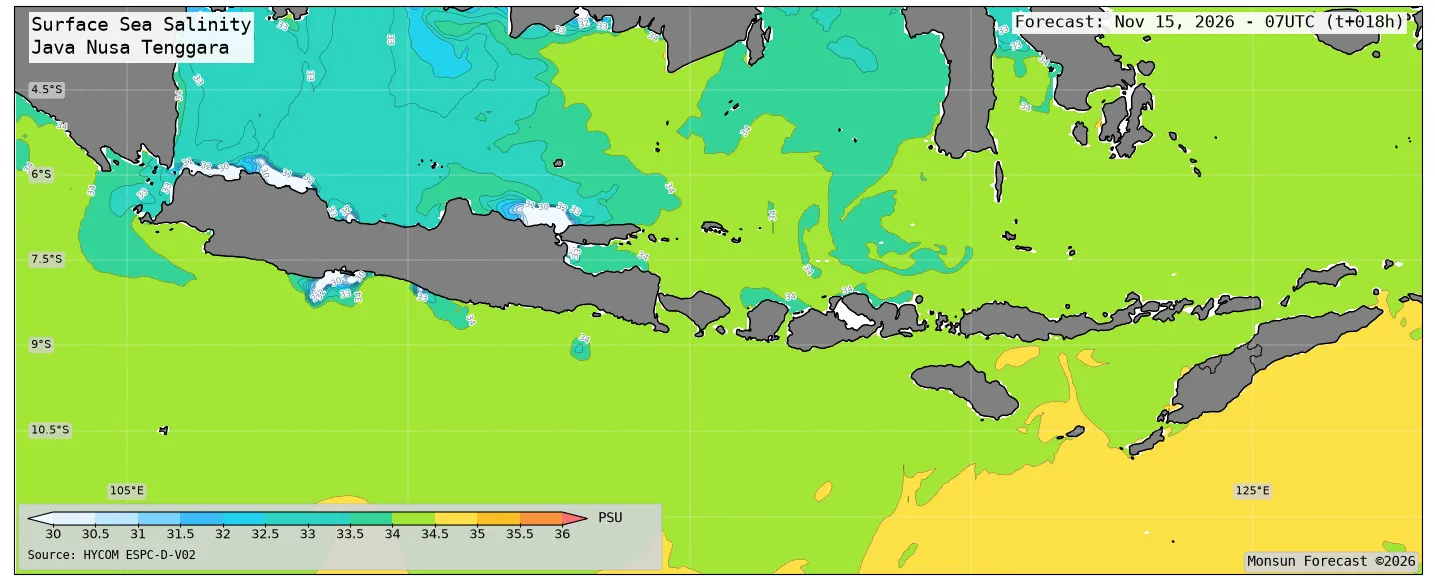 Surface Sea Salinity
Java Nusa Tenggara
Forecast: Nov 15, 2026 - 07UTC (t+018h)
4.5°S
6°S
7.5°S
9°S
10.5°S
105°E
125°E
30 30.5 31 31.5 32 32.5 33 33.5 34 34.5 35 35.5 36
PSU
Source: HYCOM ESPC-D-V02
Monsun Forecast ©2026